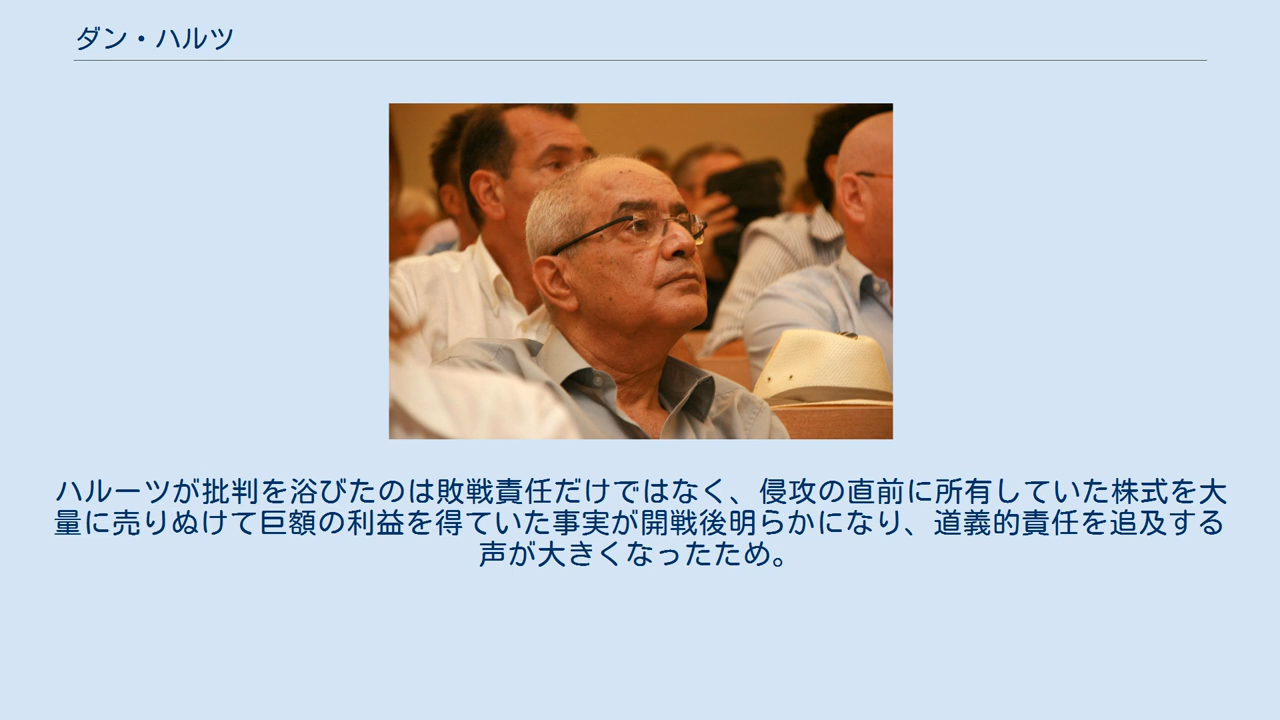 ダン・ハルツ
ハルーツが批判を浴びたのは敗戦責任だけではなく、侵攻の直前に所有していた株式を大
量に売りぬけて巨額の利益を得ていた事実が開戦後明らかになり、道義的責任を追及する
声が大きくなったため。